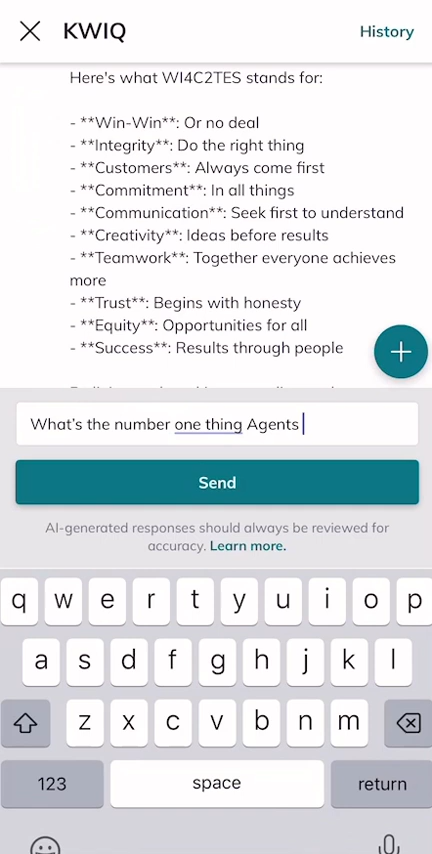 KWIQ
History
Here's what WI4C2TES stands for:
- **Win-Win**: Or no deal
- **Integrity**: Do the right thing
- **Customers**: Always come first
- **Commitment**: In all things
- **Communication**: Seek first to understand
- **Creativity**: Ideas before results
- **Teamwork**: Together everyone achieves
more
- **Trust**: Begins with honesty
- **Equity**: Opportunities for all
- **Success**: Results through people
What's the number one thing Agents
Send
AI-generated responses should always be reviewed for
accuracy. Learn more.
q w e r t y u i o p
a s d f g h j k l
z x c v b n m
123 space return